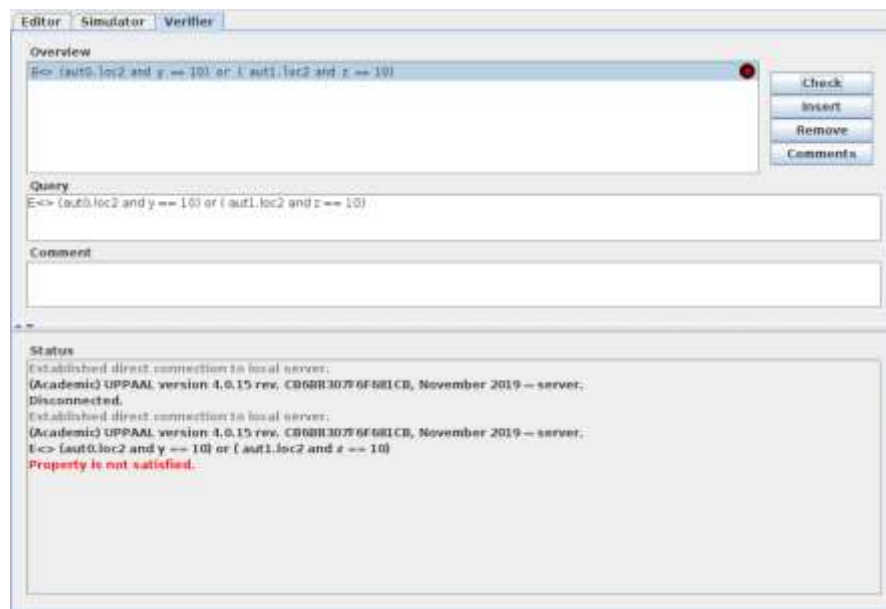 Editor Simulator Verifier
Overview
E<> (aut0.loc2 and y == 10) or ( aut1.loc2 and z == 10)
Check
Insert
Remove
Comments
Query
E<> (aut0.loc2 and y == 10) or ( aut1.loc2 and z == 10)
Comment
Status
Established direct connection to local server.
(Academic) UPPAAL version 4.0.15 rev. CB6BB307F6F681CB, November 2019 -- server.
Disconnected.
Established direct connection to local server.
(Academic) UPPAAL version 4.0.15 rev. CB6BB307F6F681CB, November 2019 -- server.
E<> (aut0.loc2 and y == 10) or ( aut1.loc2 and z == 10)
Property is not satisfied.